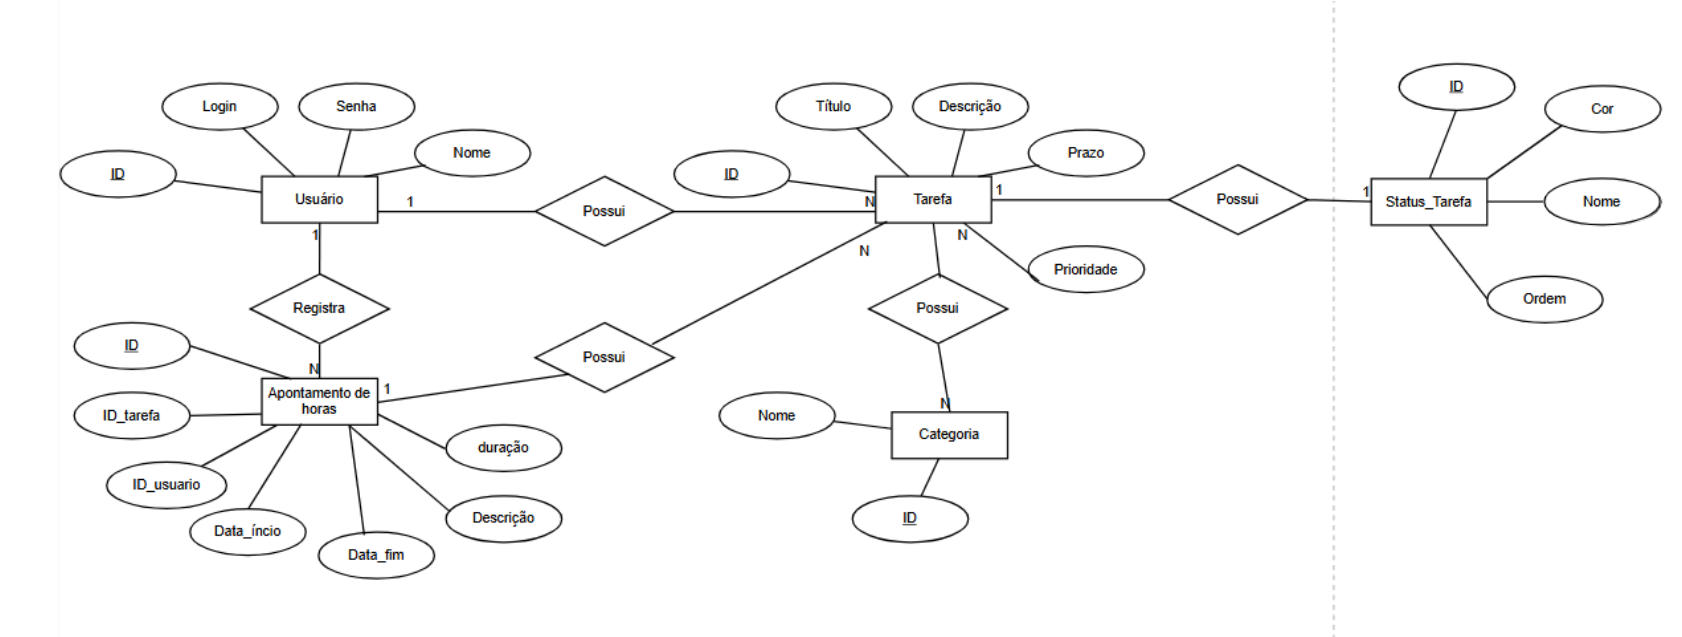 ID
Cor
Login
Senha
Título
Descrição
Nome
Prazo
ID
ID
Usuário
1
Possui
N
Tarefa
1
Possui
1
Status_Tarefa
Nome
1
N
N
Prioridade
Registra
Possui
Ordem
ID
Possui
N
1
Apontamento de
horas
ID_tarefa
Nome
N
Categoria
duração
ID_usuario
Descrição
ID
Data_íncio
Data_fim